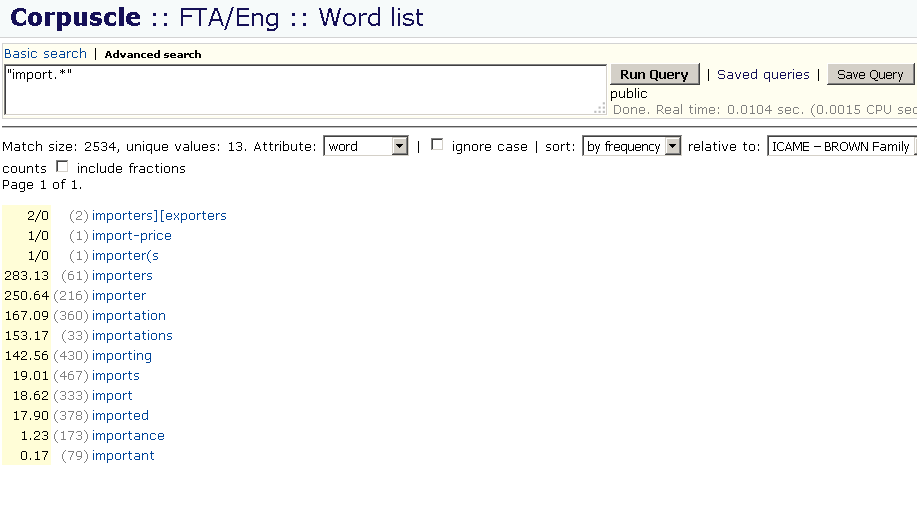 Corpuscle :: FTA/Eng :: Word list
Basic search | Advanced search
"import.*"
Run Query | Saved queries | Save Query
public
Done. Real time: 0.0104 sec. (0.0015 CPU sec
Match size: 2534, unique values: 13. Attribute: word | ignore case | sort: by frequency relative to: ICAME – BROWN Family
counts include fractions
Page 1 of 1.
2/0 (2) importers][exporters
1/0 (1) import-price
1/0 (1) importer(s
283.13 (61) importers
250.64 (216) importer
167.09 (360) importation
153.17 (33) importations
142.56 (430) importing
19.01 (467) imports
18.62 (333) import
17.90 (378) imported
1.23 (173) importance
0.17 (79) important